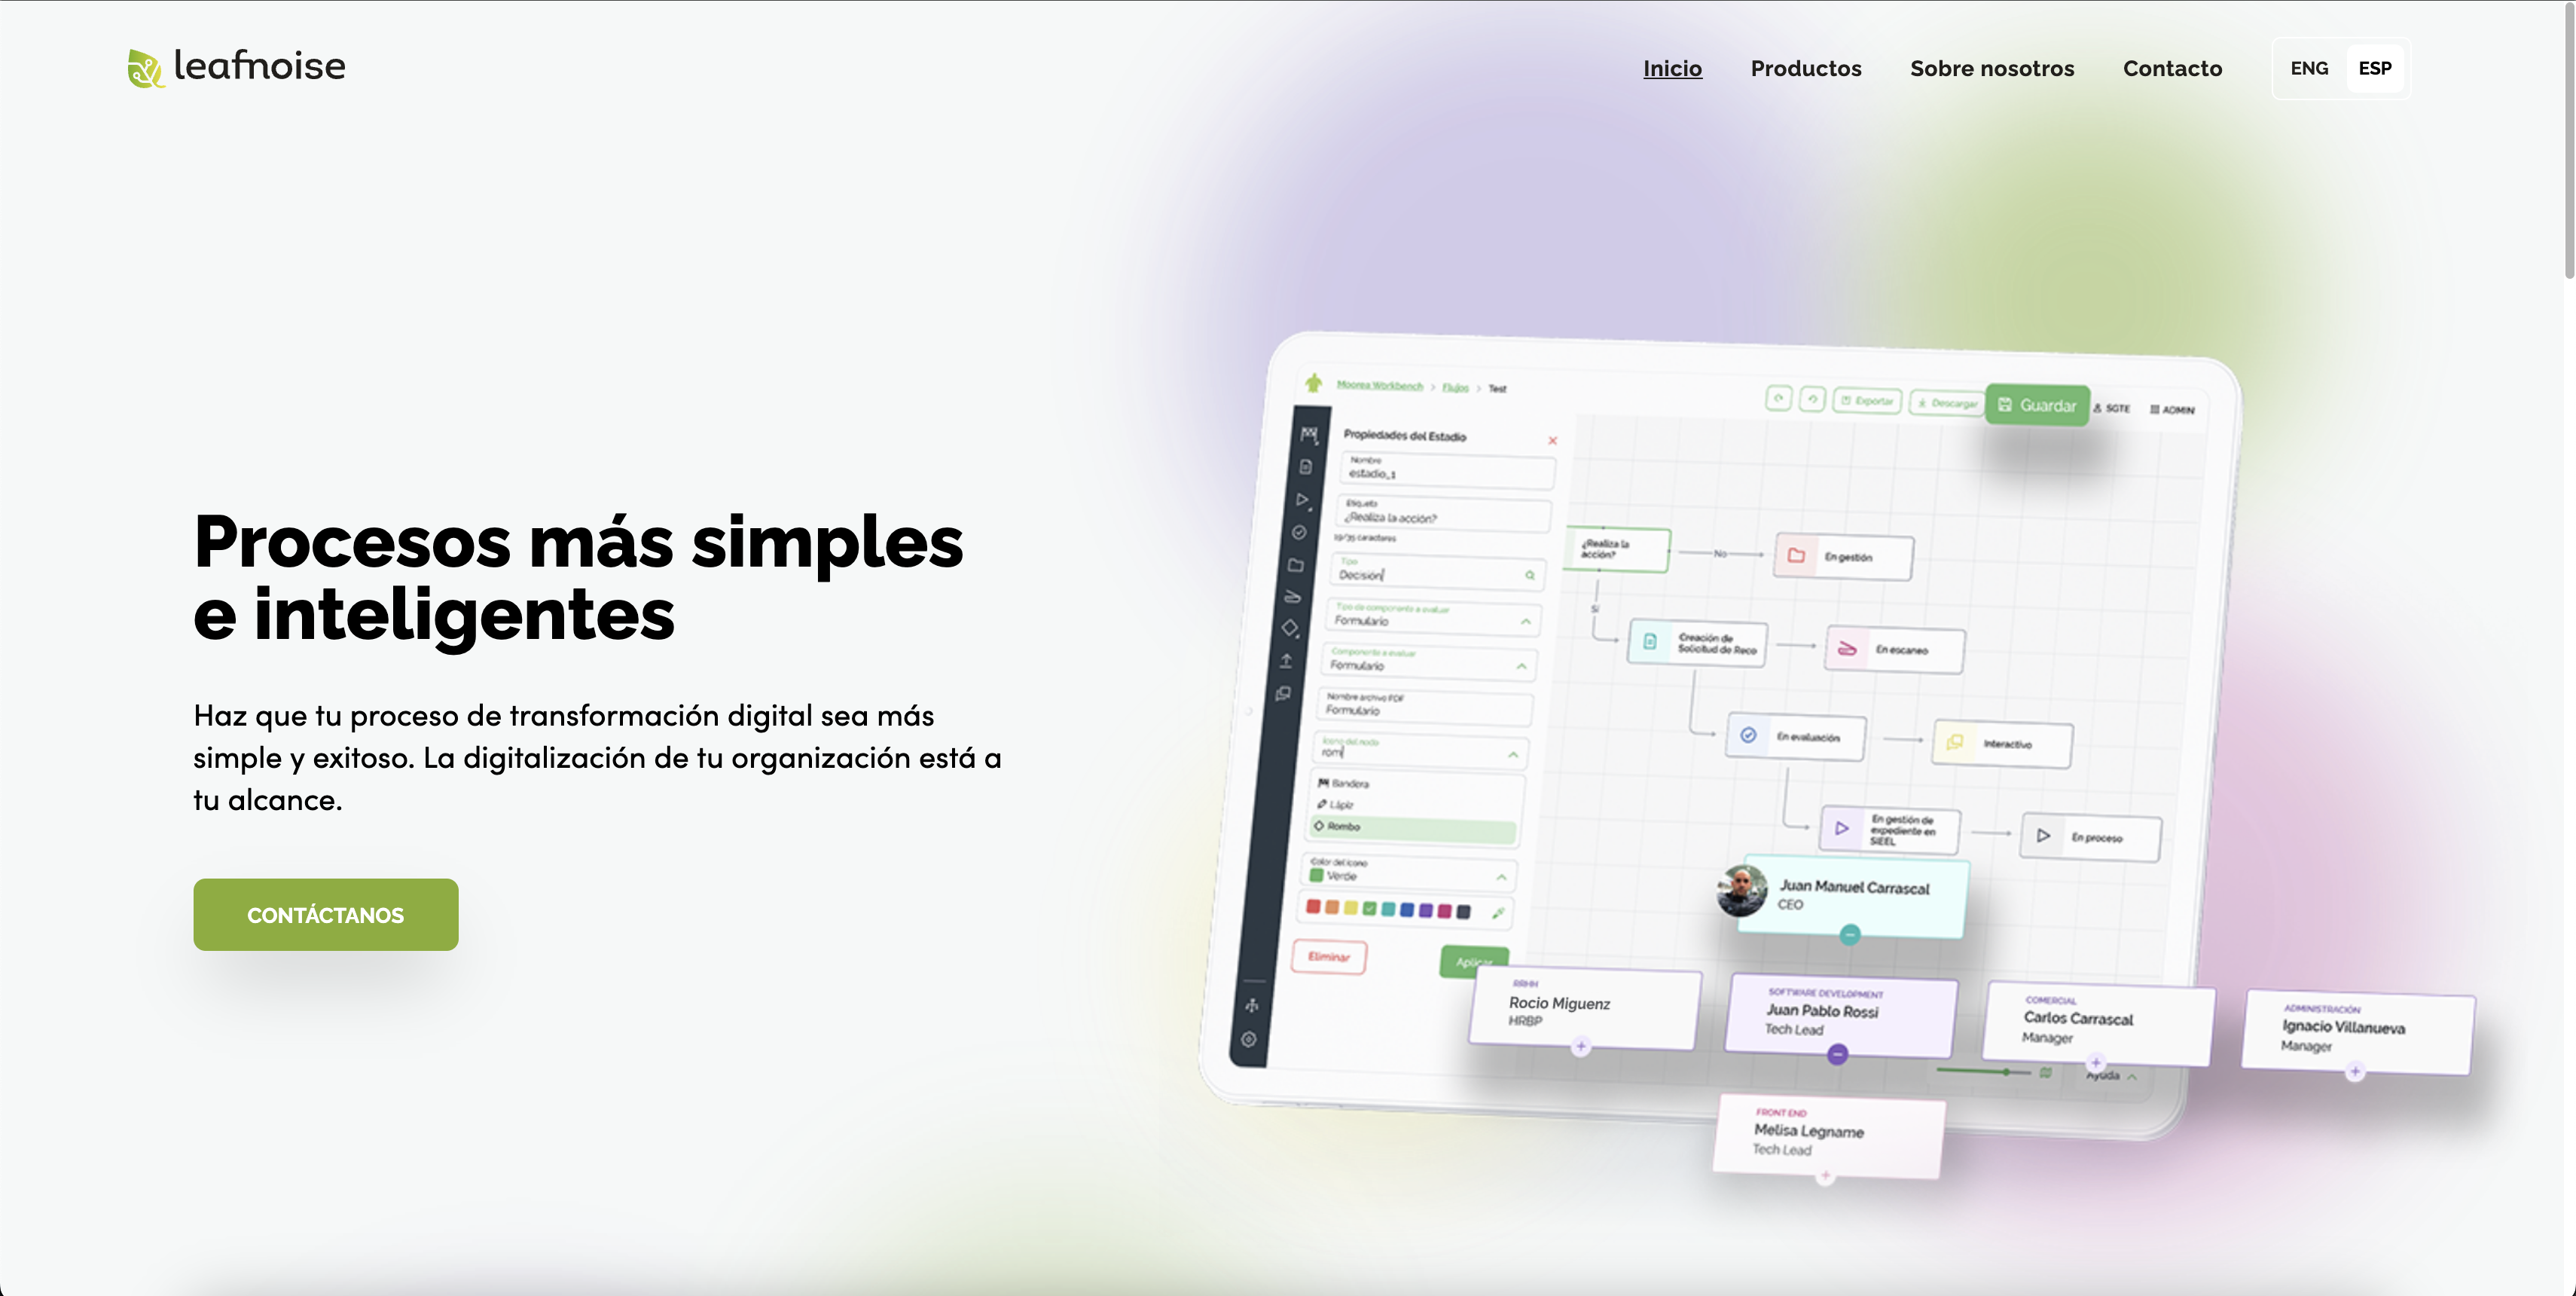 leafnoise
Inicio
Productos
Sobre nosotros
Contacto
ENG
ESP
Procesos más simples
e inteligentes
Haz que tu proceso de transformación digital sea más
simple y exitoso. La digitalización de tu organización está a
tu alcance.
CONTÁCTANOS
Moorea Workbench > Flujos > Test
Exportar
Descargar
Guardar
SGTE
ADMIN
Propiedades del Estadío
Nombre
estadio_1
Etiqueta
¿Realiza la acción?
19/35 caracteres
Tipo
Decisión
Tipo de componente a evaluar
Formulario
Componente a evaluar
Formulario
Nombre archivo PDF
Formulario
Icono del nodo
rom
Bandera
Lápiz
Rombo
Color del icono
Verde
Eliminar
Aplicar
¿Realiza la
acción?
No
En gestión
Sí
Creación de
Solicitud de Reco
En escaneo
En evaluación
Interactivo
En gestión de
expediente en
SIEEL
En proceso
Juan Manuel Carrascal
CEO
RRHH
Rocio Miguenz
HRBP
SOFTWARE DEVELOPMENT
Juan Pablo Rossi
Tech Lead
COMERCIAL
Carlos Carrascal
Manager
ADMINISTRACIÓN
Ignacio Villanueva
Manager
Ayuda
FRONT END
Melisa Legname
Tech Lead